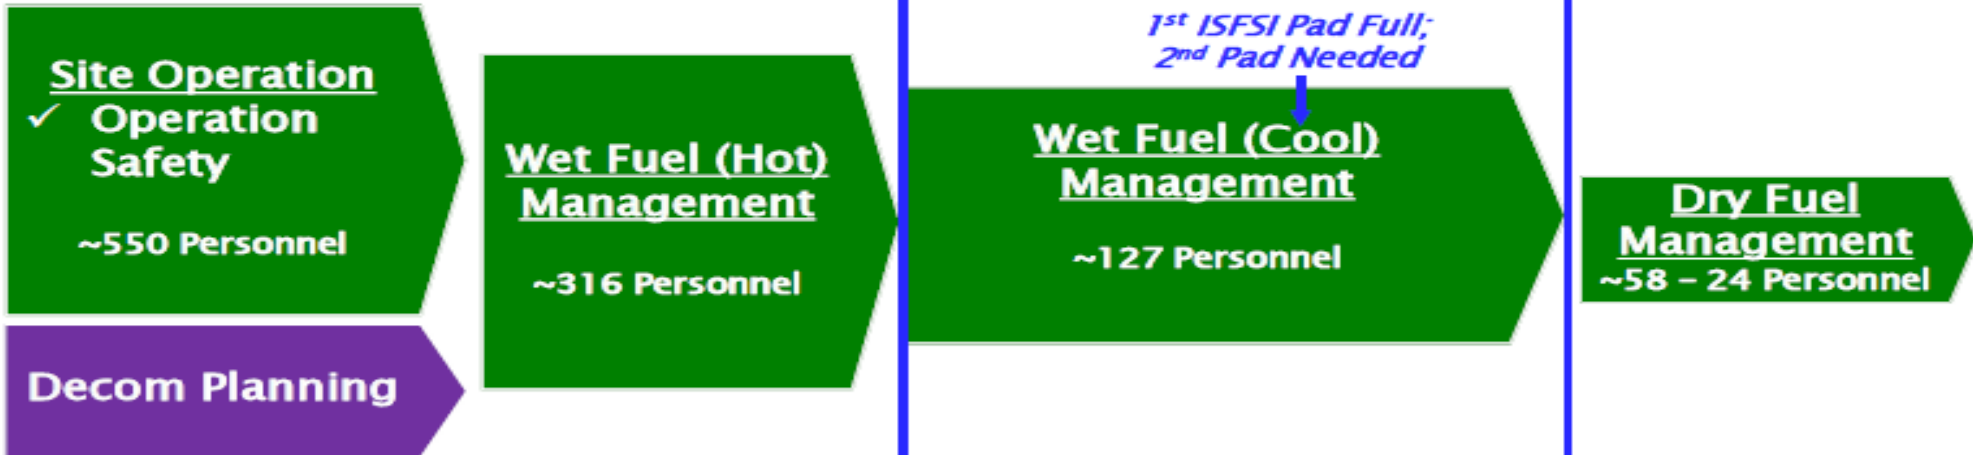 Site Operation
✓ Operation
Safety
~550 Personnel
Decom Planning
Wet Fuel (Hot)
Management
~316 Personnel
1st ISFSI Pad Full;
2nd Pad Needed
Wet Fuel (Cool)
Management
~127 Personnel
Dry Fuel
Management
~58 – 24 Personnel